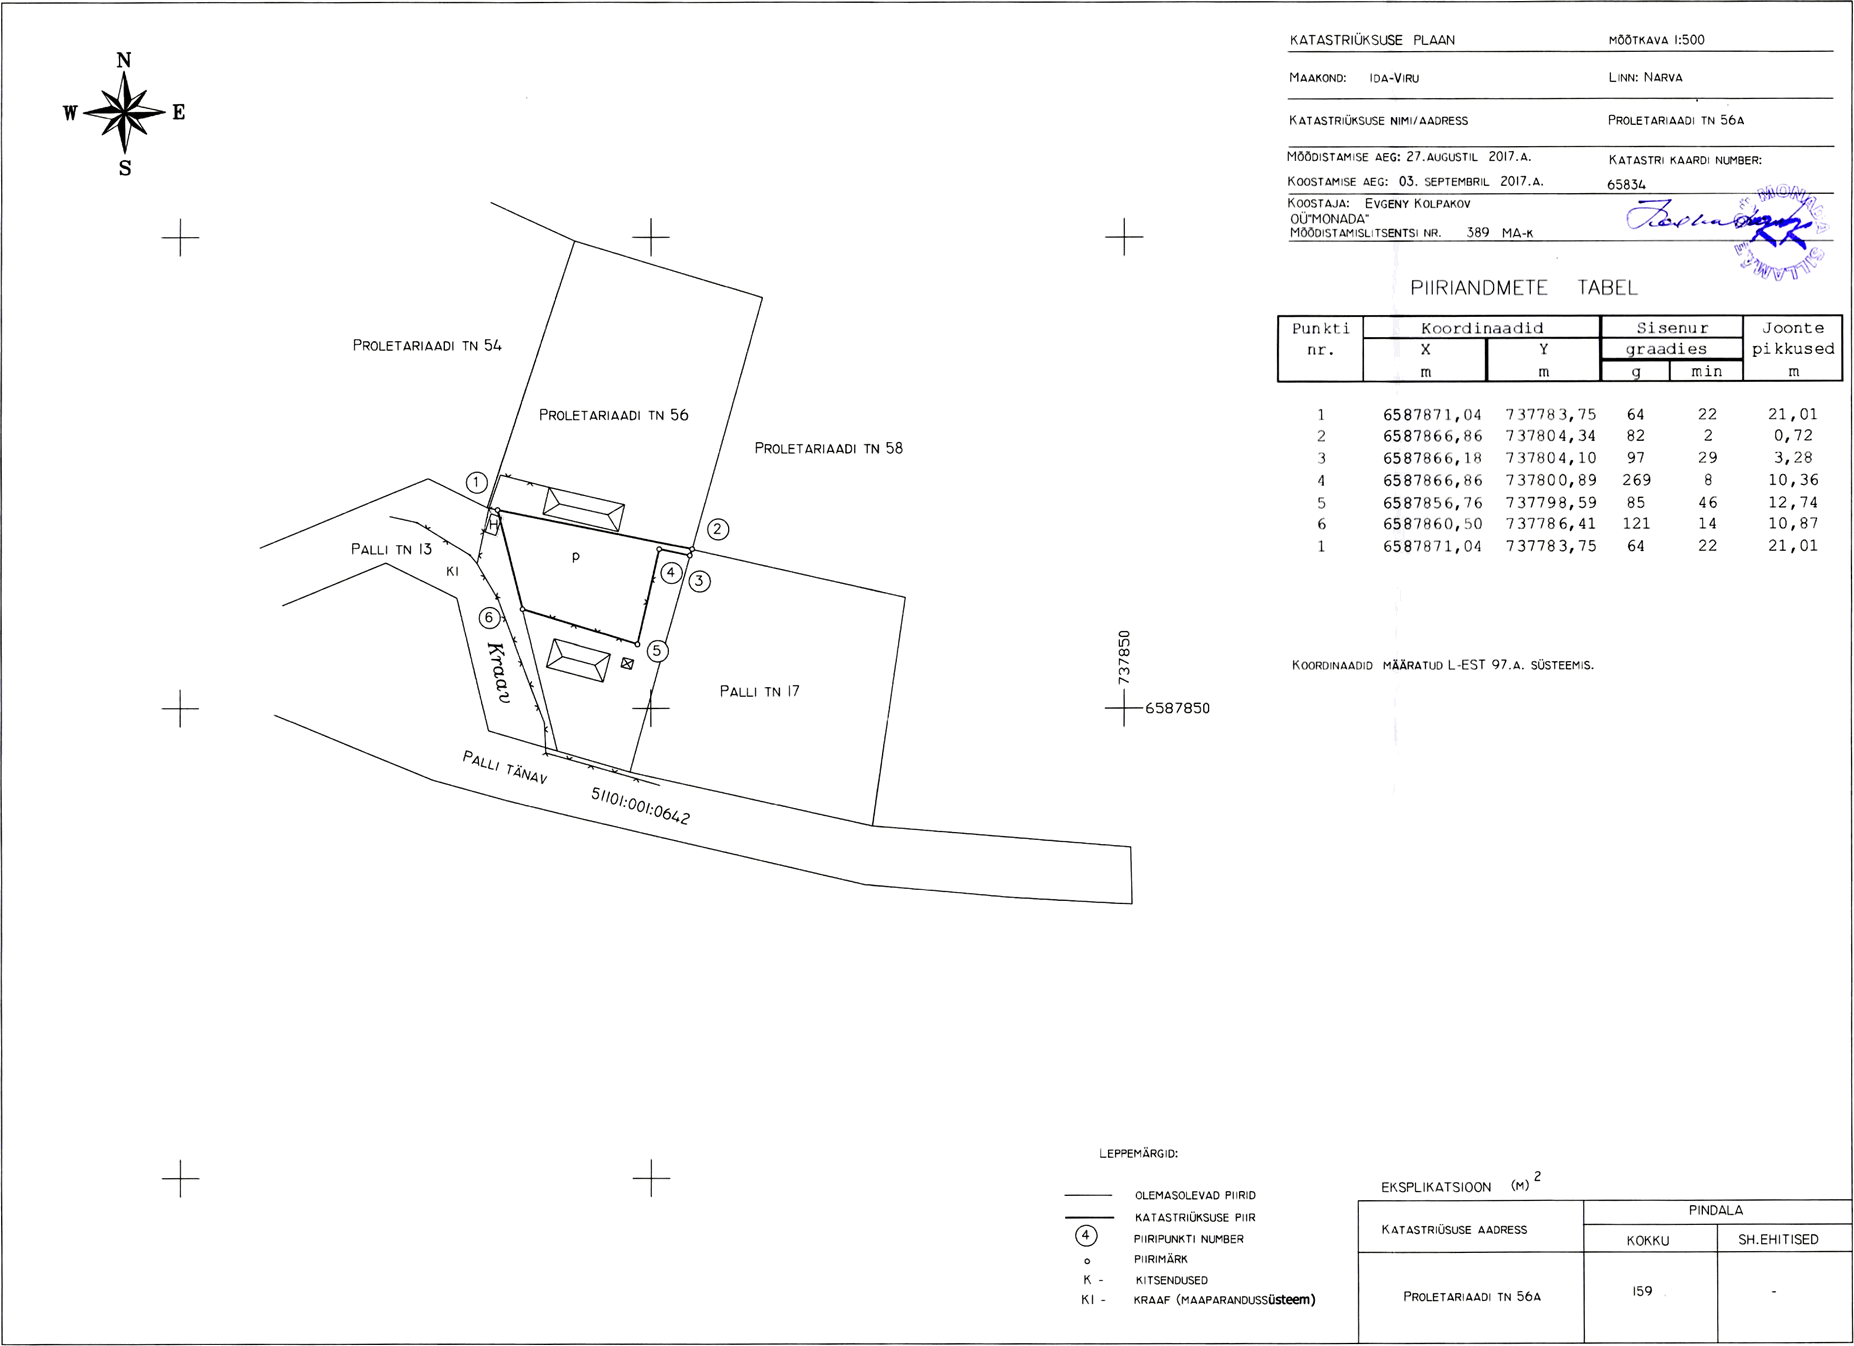 KATASTRIÜKSUSE PLAAN MÕÕTKAVA 1:500
MAAKOND: IDA-VIRU LINN: NARVA
KATASTRIÜKSUSE NIMI/AADRESS PROLETARIAADI TN 56A
MÕÕDISTAMISE AEG: 27.AUGUSTIL 2017.A. KATASTRI KAARDI NUMBER:
KOOSTAMISE AEG: 03. SEPTEMBRIL 2017.A. 65834
KOOSTAJA: EVGENY KOLPAKOV
OÜ"MONADA"
MÕÕDISTAMISLITSENTSI NR. 389 MA-K
OÜ MONADA SILLAMÄE
KK
N
W E
S
PIIRIANDMETE TABEL
Punkti Koordinaadid Sisenur Joonte
nr. X Y graadies pikkused
m m g min m
1 6587871,04 737783,75 64 22 21,01
2 6587866,86 737804,34 82 2 0,72
3 6587866,18 737804,10 97 29 3,28
4 6587866,86 737800,89 269 8 10,36
5 6587856,76 737798,59 85 46 12,74
6 6587860,50 737786,41 121 14 10,87
1 6587871,04 737783,75 64 22 21,01
KOORDINAADID MÄÄRATUD L-EST 97.A. SÜSTEEMIS.
PROLETARIAADI TN 54
PROLETARIAADI TN 56
PROLETARIAADI TN 58
1
2
H
PALLI TN 13
P
4
3
K1
6
5
Kraav
PALLI TN 17
737850
6587850
PALLI TÄNAV
51101:001:0642
LEPPEMÄRGID:
OLEMASOLEVAD PIIRID
KATASTRIÜKSUSE PIIR
4 PIIRIPUNKTI NUMBER
PIIRIMÄRK
K - KITSENDUSED
K1 - KRAAF (MAAPARANDUSSüsteem)
EKSPLIKATSIOON (M) 2
KATASTRIÜSUSE AADRESS PINDALA
KOKKU SH.EHITISED
PROLETARIAADI TN 56A 159 -